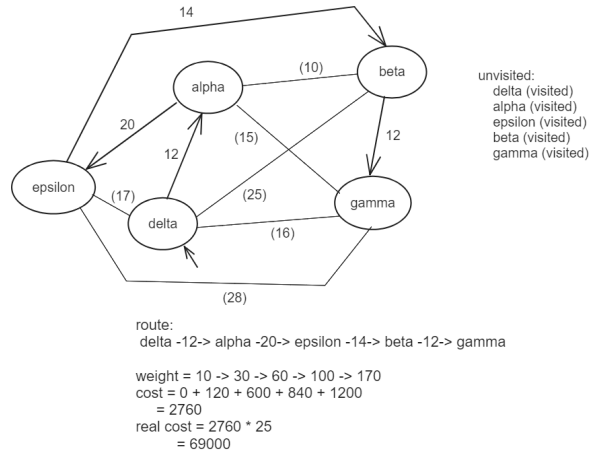 14
alpha
(10)
beta
unvisited:
delta (visited)
alpha (visited)
epsilon (visited)
beta (visited)
gamma (visited)
20
12
(15)
12
epsilon
(17)
delta
(25)
gamma
(16)
(28)
route:
delta -12-> alpha -20-> epsilon -14-> beta -12-> gamma
weight = 10 -> 30 -> 60 -> 100 -> 170
cost = 0 + 120 + 600 + 840 + 1200
= 2760
real cost = 2760 * 25
= 69000